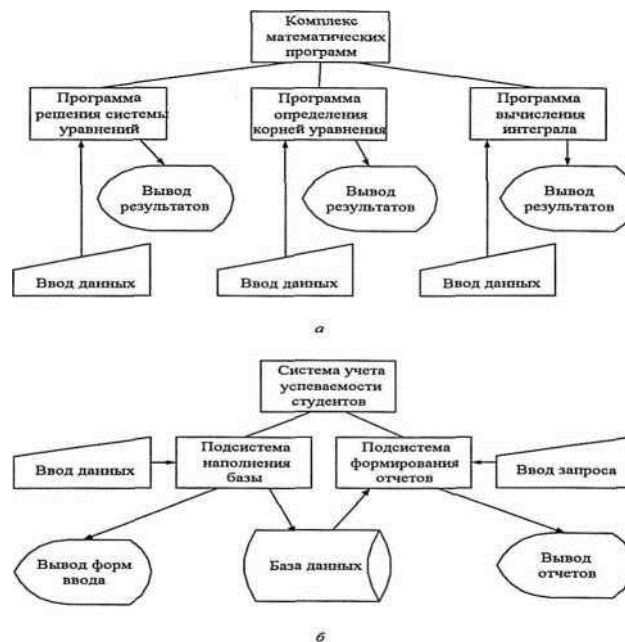 Комплекс
математических
программ
Программа
решения системы
уравнений
Программа
определения
корней уравнения
Программа
вычисления
интеграла
Вывод
результатов
Вывод
результатов
Вывод
результатов
Ввод данных
Ввод данных
Ввод данных
а
Система учета
успеваемости
студентов
Ввод данных
Подсистема
наполнения
базы
Подсистема
формирования
отчетов
Ввод запроса
Вывод форм
ввода
База данных
Вывод
отчетов
б